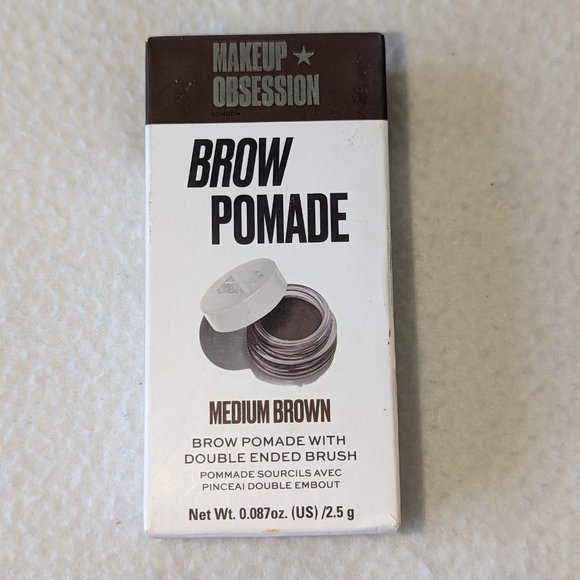 MAKEUP ★
OBSESSION
LONDON
BROW
POMADE
MEDIUM BROWN
BROW POMADE WITH
DOUBLE ENDED BRUSH
POMMADE SOURCILS AVEC
PINCEAI DOUBLE EMBOUT
Net Wt. 0.087oz. (US) /2.5 g